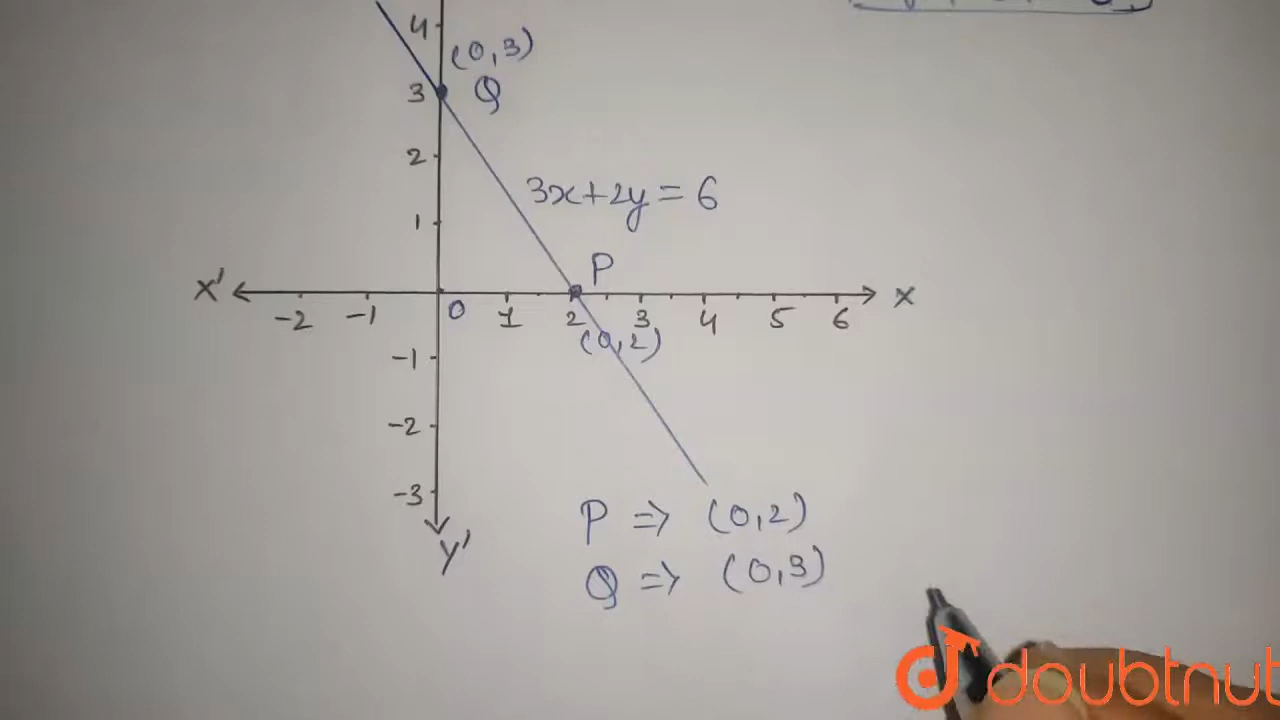 4
(0,3)
3
Q
2
3x+2y=6
1
P
X'
X
-2
-1
0
1
2
3
4
5
6
(0,2)
-1
-2
-3
P ⇒ (0,2)
Y'
Q ⇒ (0,3)
doubtnut